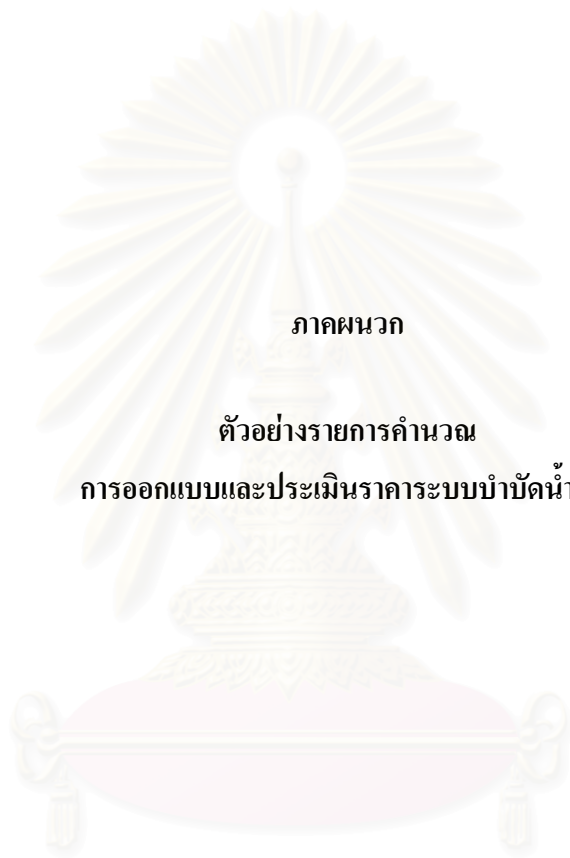 ภาคผนวก
ตัวอย่างรายการคำนวณ
การออกแบบและประเมินราคาระบบบำบัดน้ำ